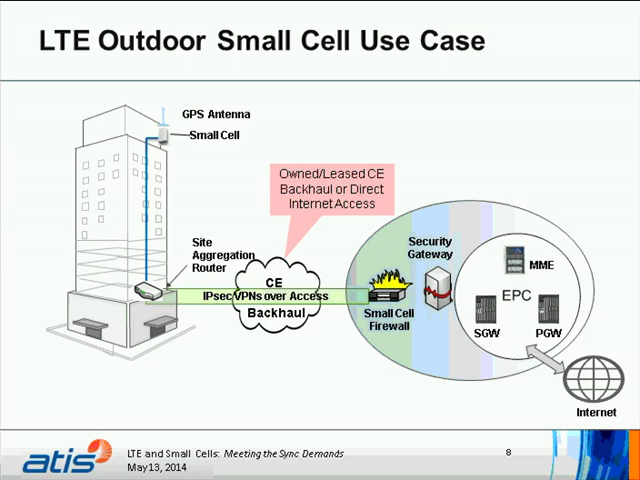 LTE Outdoor Small Cell Use Case
GPS Antenna
Small Cell
Owned/Leased CE
Backhaul or Direct
Internet Access
Site
Aggregation
Router
Security
Gateway
MME
CE
IPsec VPNs over Access
Backhaul
EPC
Small Cell
Firewall
SGW
PGW
Internet
atis
LTE and Small Cells: Meeting the Sync Demands
May13, 2014
8